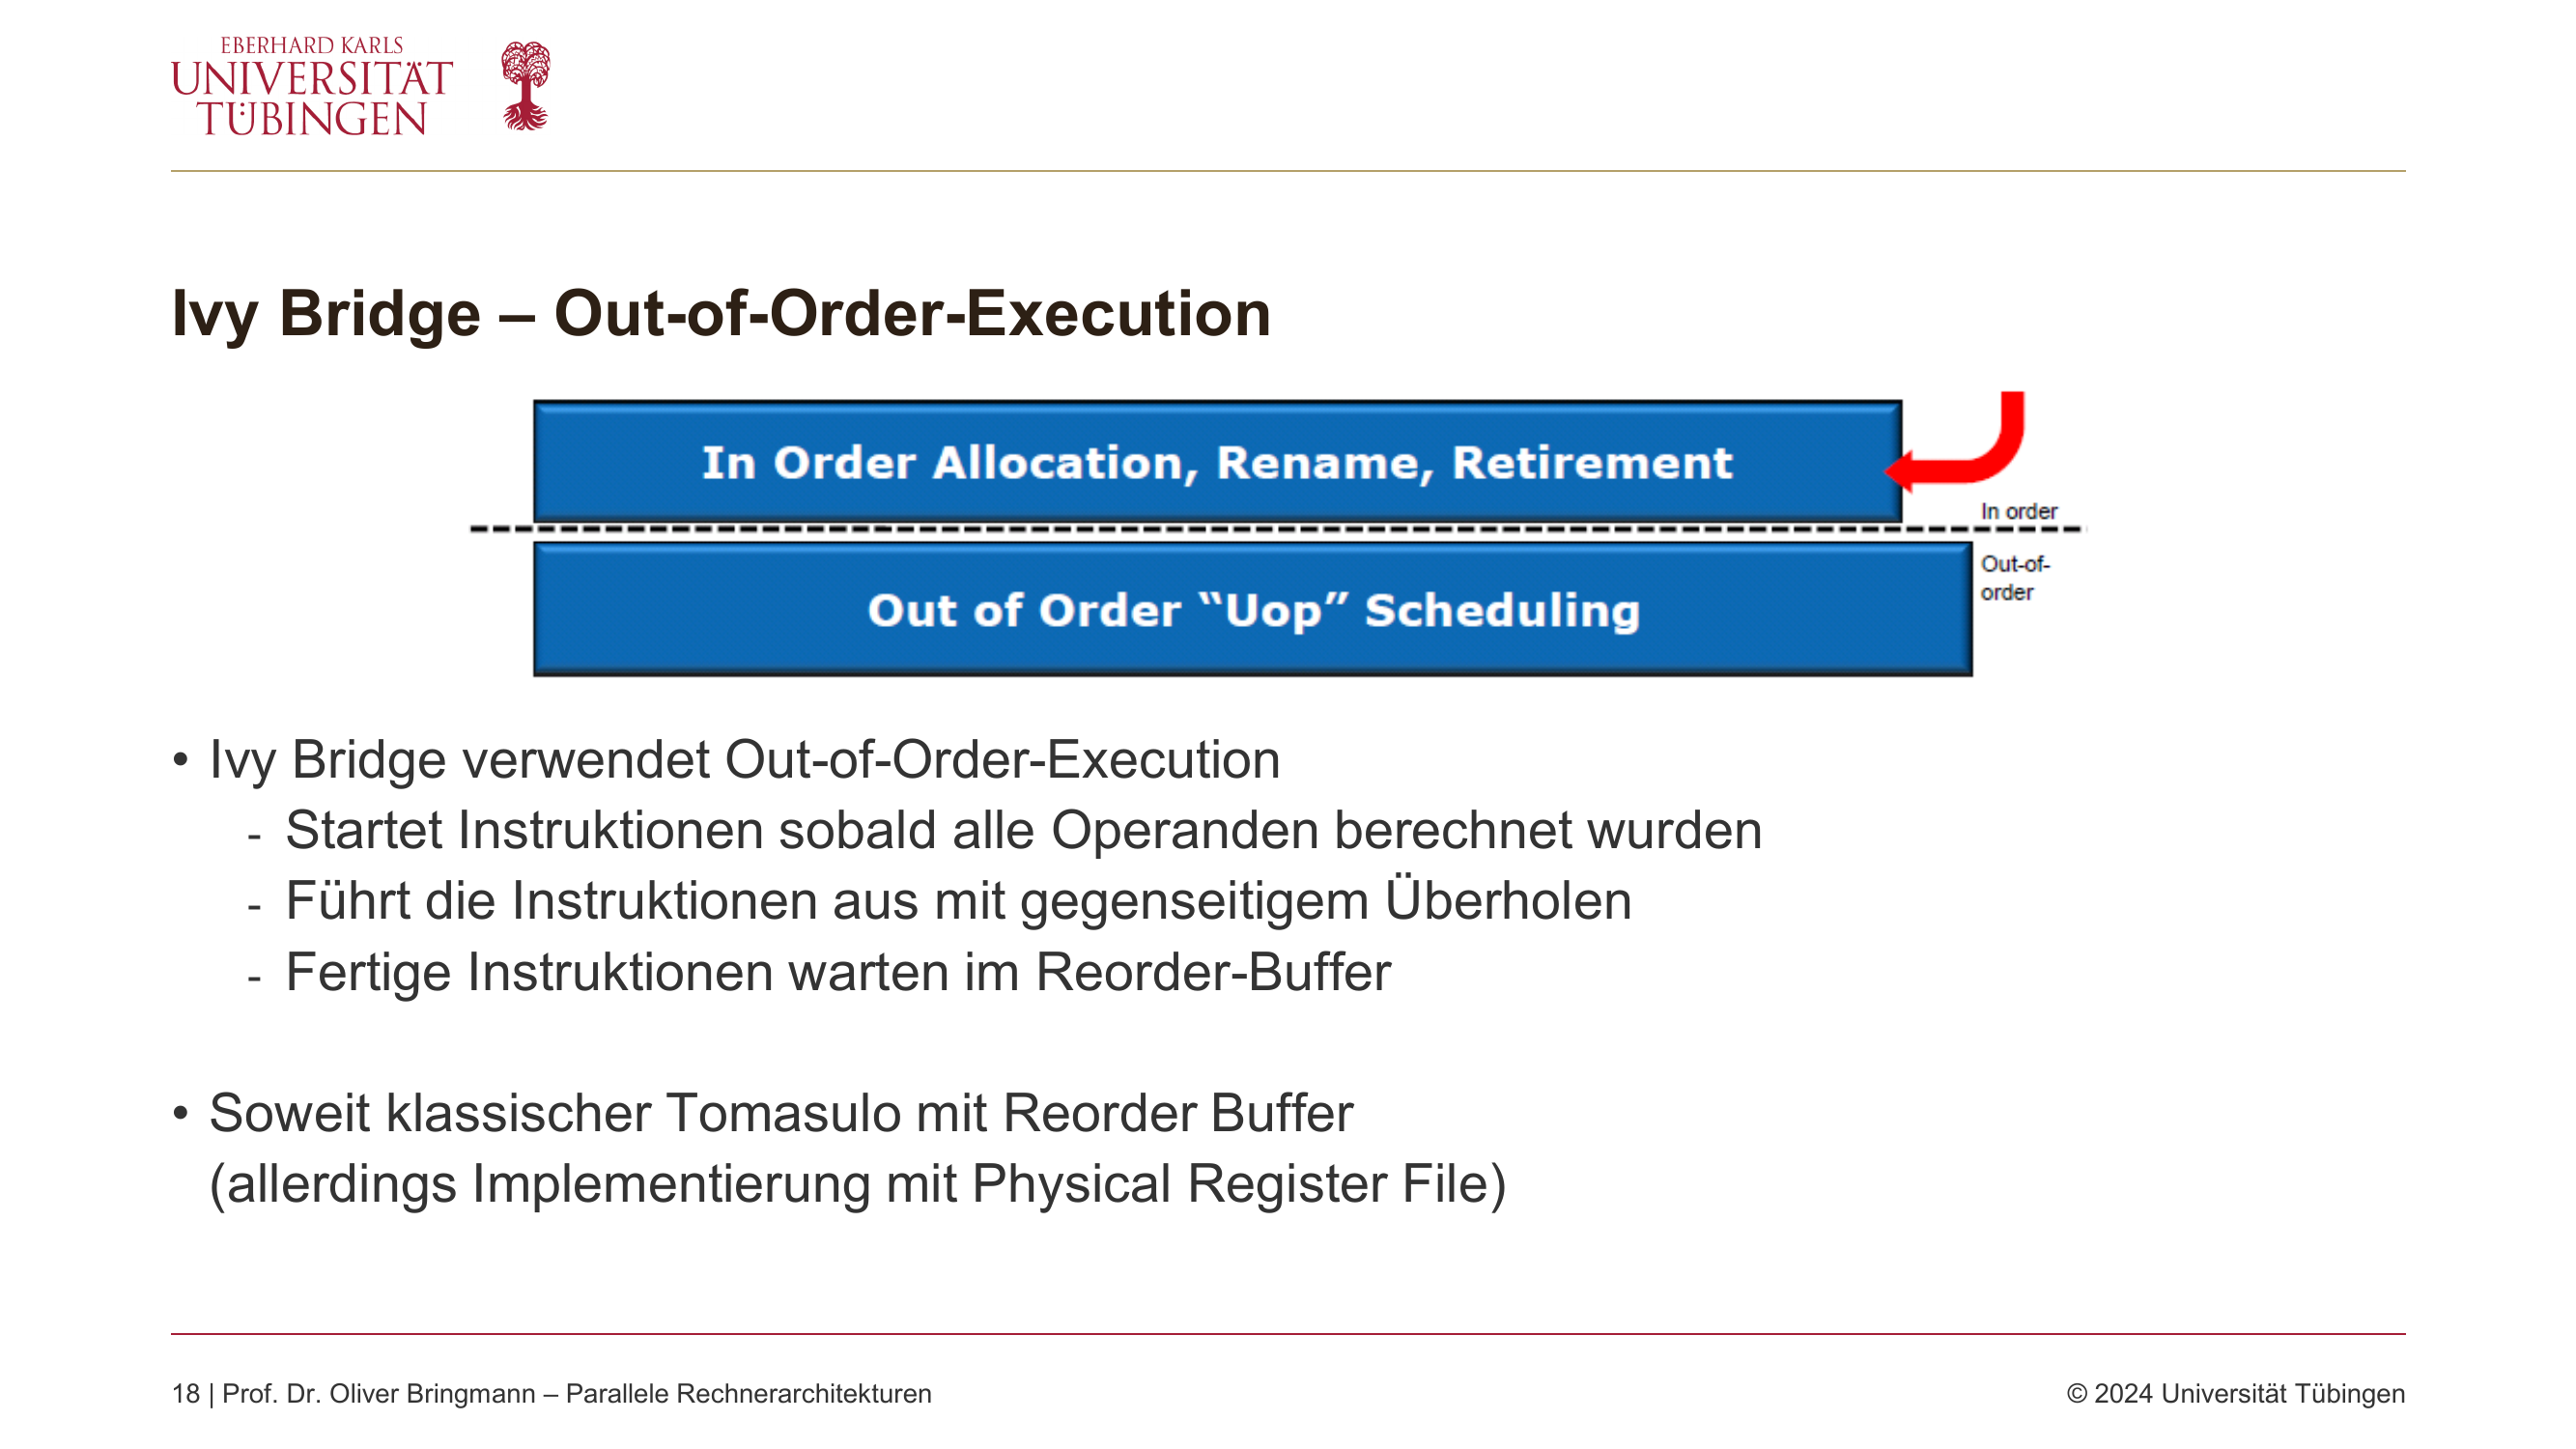 EBERHARD KARLS
UNIVERSITÄT
TÜBINGEN
Ivy Bridge – Out-of-Order-Execution
In Order Allocation, Rename, Retirement
In order
Out of Order “Uop” Scheduling
Out-of-
order
• Ivy Bridge verwendet Out-of-Order-Execution
- Startet Instruktionen sobald alle Operanden berechnet wurden
- Führt die Instruktionen aus mit gegenseitigem Überholen
- Fertige Instruktionen warten im Reorder-Buffer
• Soweit klassischer Tomasulo mit Reorder Buffer
(allerdings Implementierung mit Physical Register File)
18 | Prof. Dr. Oliver Bringmann – Parallele Rechnerarchitekturen
© 2024 Universität Tübingen